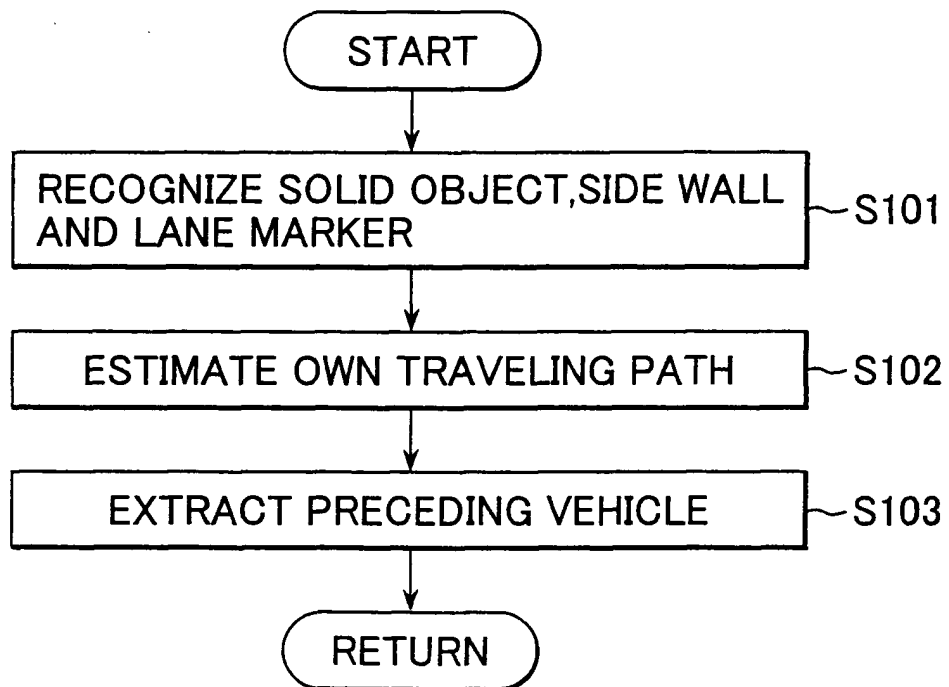 START
RECOGNIZE SOLID OBJECT,SIDE WALL
AND LANE MARKER
S101
ESTIMATE OWN TRAVELING PATH
S102
EXTRACT PRECEDING VEHICLE
S103
RETURN